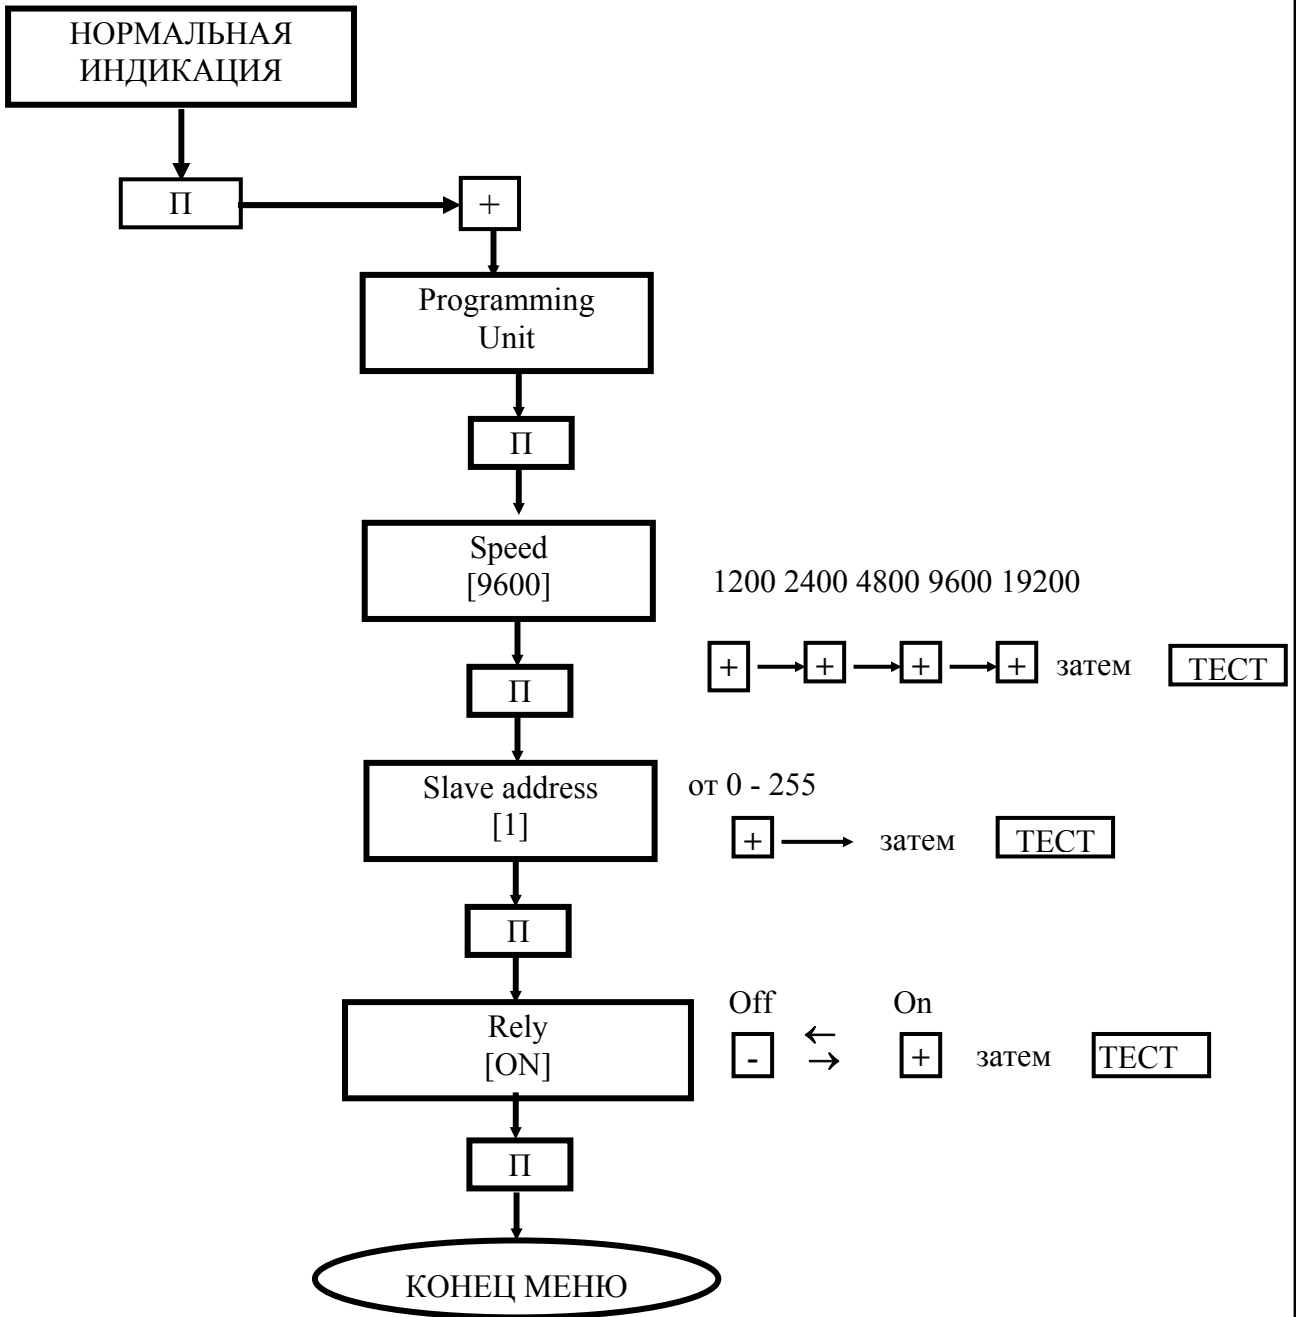 НОРМАЛЬНАЯ
ИНДИКАЦИЯ
П
+
Programming
Unit
П
Speed
[9600]
1200 2400 4800 9600 19200
+ + + + затем ТЕСТ
П
Slave address
[1]
от 0 - 255
+ затем ТЕСТ
П
Rely
[ON]
Off On
- ← → + затем ТЕСТ
П
КОНЕЦ МЕНЮ